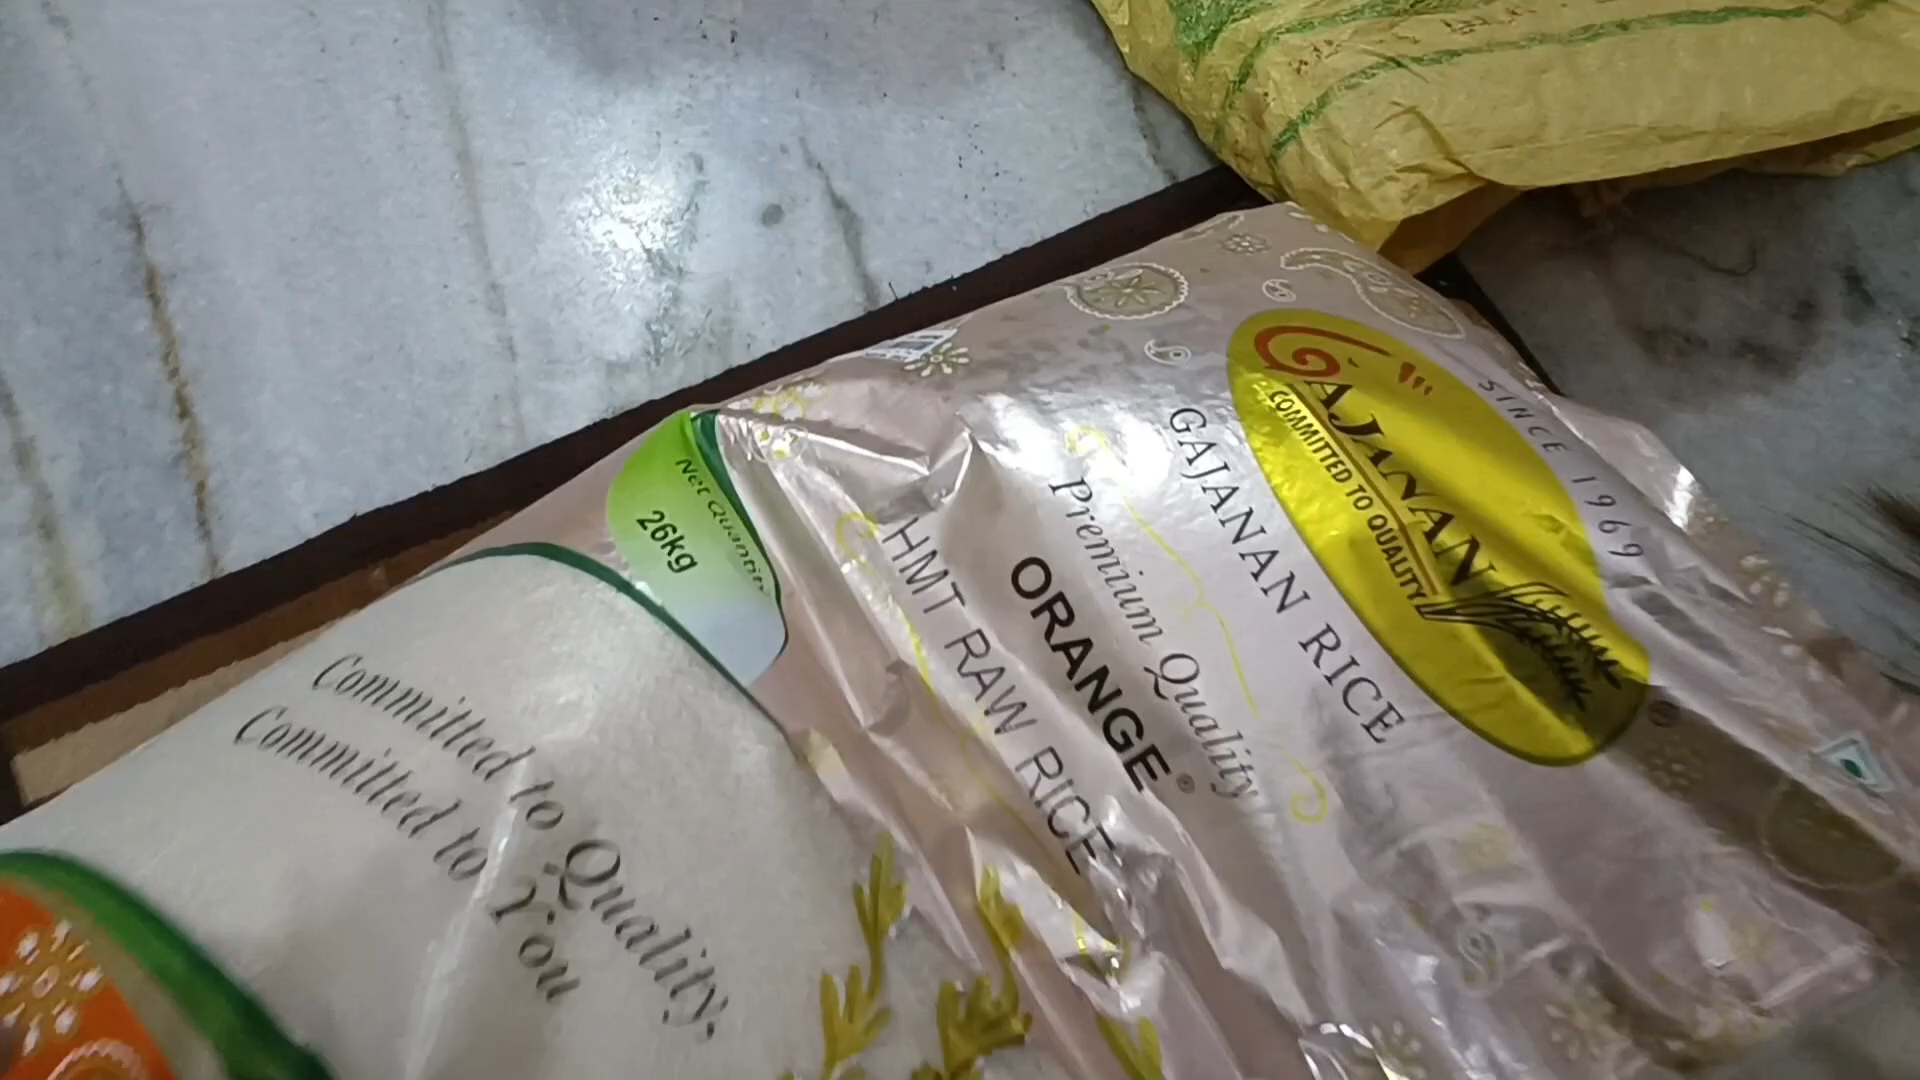 SINCE 1969
GAJANAN
COMMITTED TO QUALITY
GAJANAN RICE
Premium Quality
ORANGE®
HMT RAW RICE
Net Quantity
26kg
Committed to Quality,
Committed to You